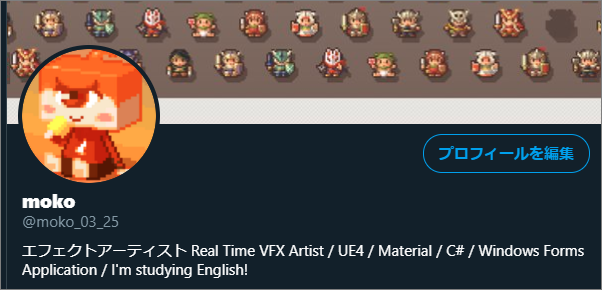 プロフィールを編集
moko
@moko_03_25
エフェクトアーティスト Real Time VFX Artist / UE4 / Material / C# / Windows Forms
Application / I'm studying English!